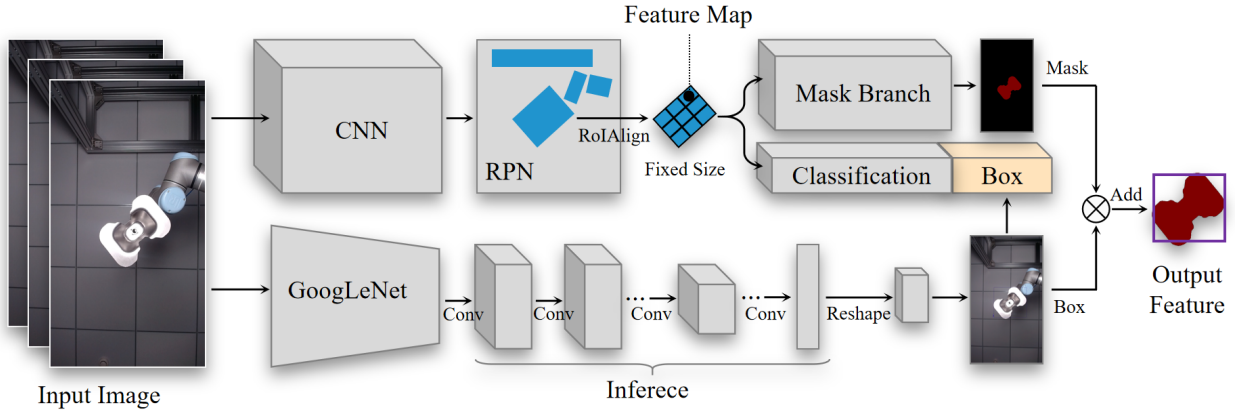 Feature Map
CNN
RPN
RoIAlign
Fixed Size
Mask Branch
Mask
Classification
Box
Add
GoogLeNet
Conv
Conv
...
Conv
...
Conv
Reshape
Box
Output
Feature
Inferece
Input Image